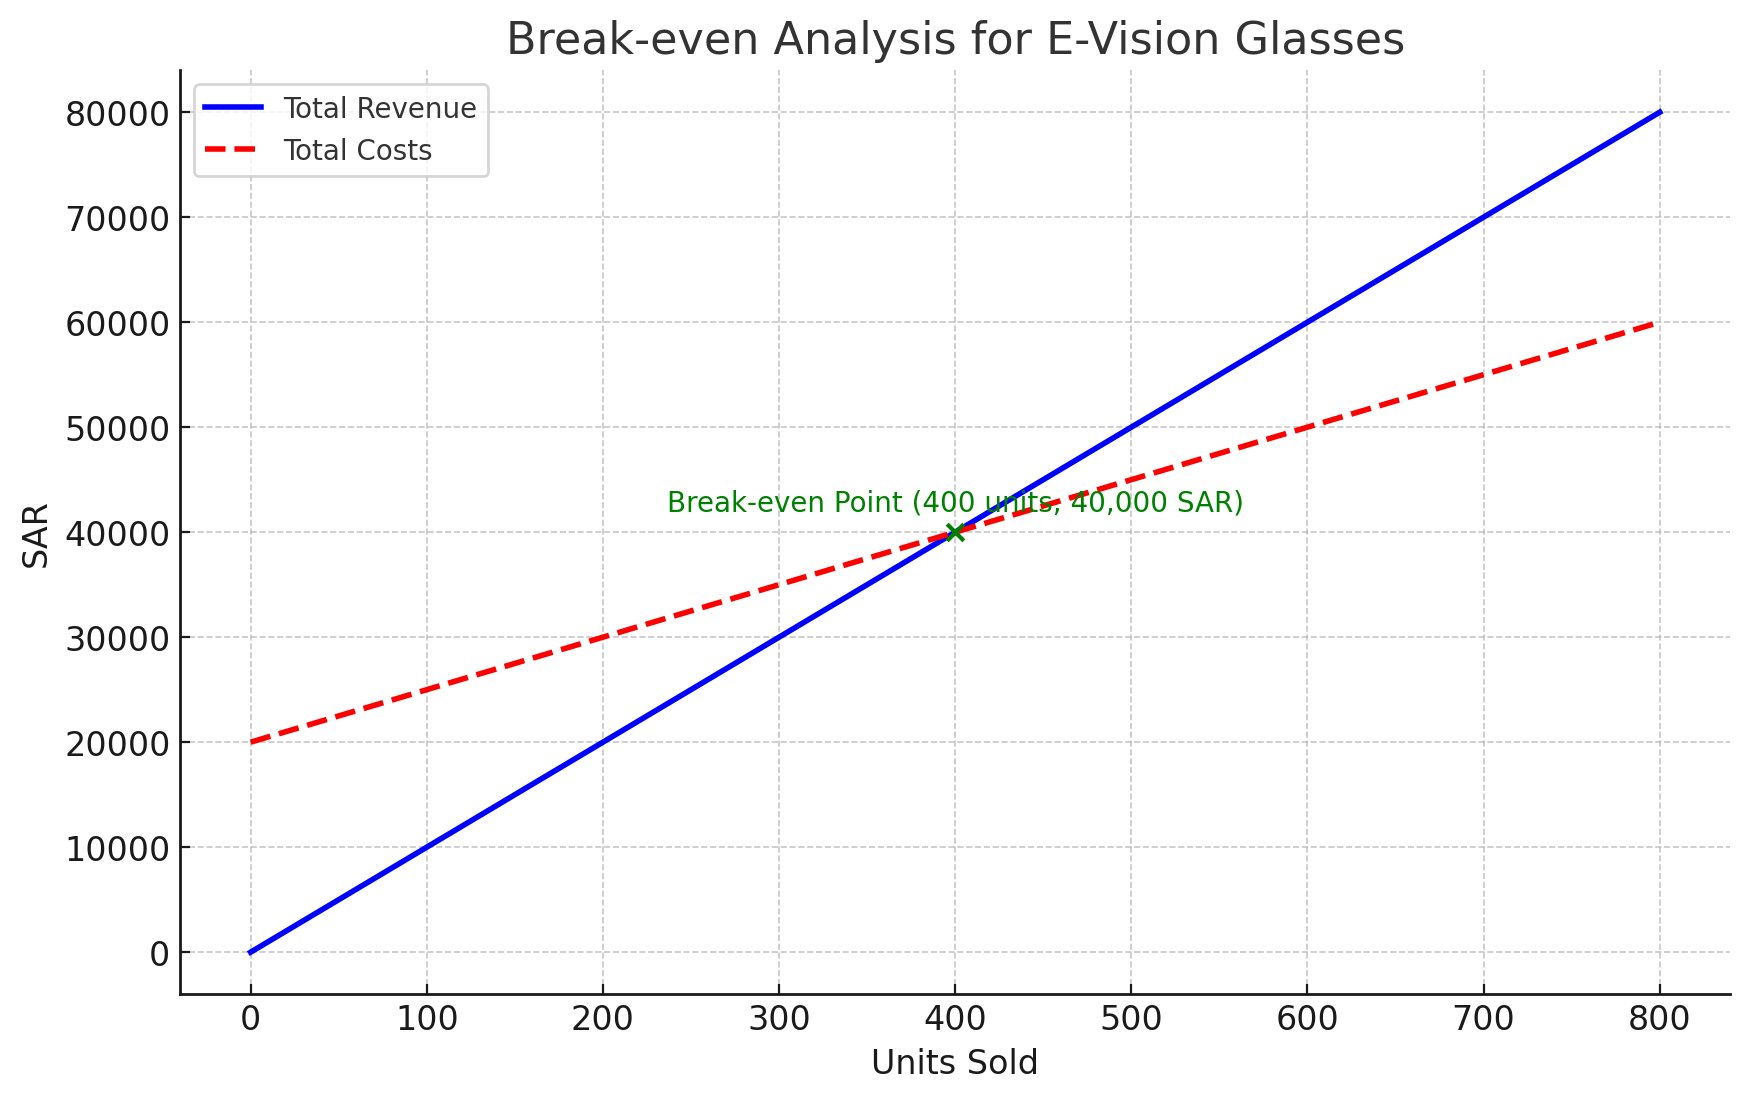 Break-even Analysis for E-Vision Glasses
Total Revenue
Total Costs
80000
70000
60000
50000
40000
30000
20000
10000
0
SAR
Break-even Point (400 units, 40,000 SAR)
0 100 200 300 400 500 600 700 800
Units Sold